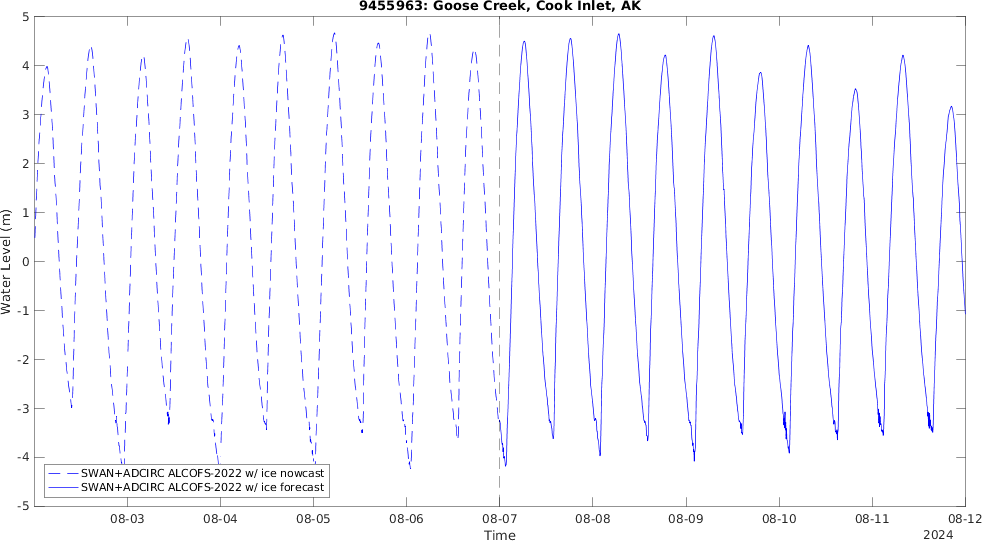 9455963: Goose Creek, Cook Inlet, AK
5
4
3
2
1
0
-1
-2
-3
-4
-5
Water Level (m)
SWAN+ADCIRC ALCOFS-2022 w/ ice nowcast
SWAN+ADCIRC ALCOFS-2022 w/ ice forecast
08-03 08-04 08-05 08-06 08-07 08-08 08-09 08-10 08-11 08-12
Time
2024